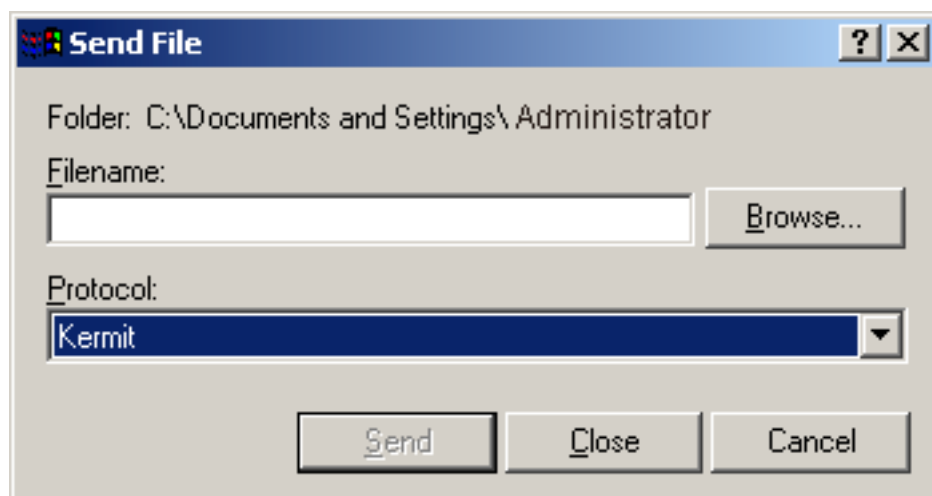 Send File
Folder: C:\Documents and Settings\ Administrator
Filename:
Browse...
Protocol:
Kermit
Send Close Cancel